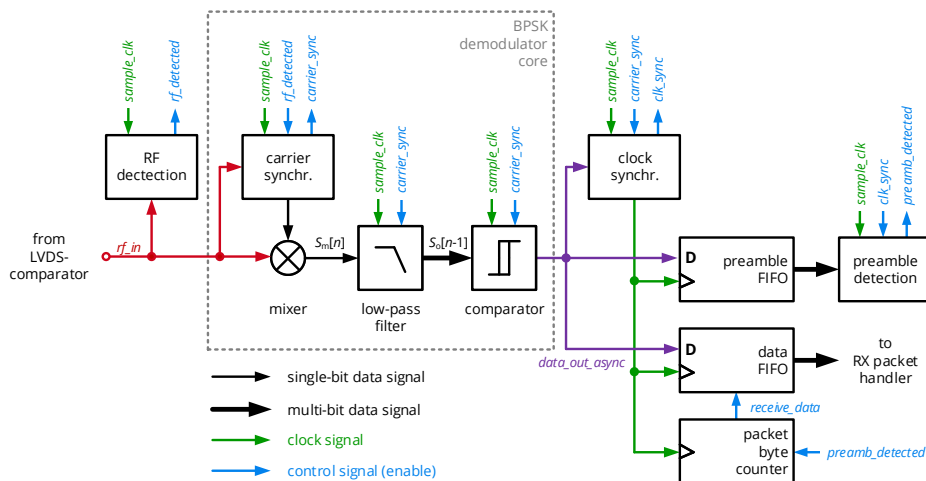 BPSK
demodulator
core
sample_clk
rf_detected
sample_clk
rf_detected
carrier_sync
sample_clk
carrier_sync
clk_sync
RF
dectection
carrier
synchr.
sample_clk
carrier_sync
sample_clk
carrier_sync
clock
synchr.
sample_clk
clk_sync
preamb_detected
from
LVDS-
comparator
rf_in
Sm[n]
So[n-1]
mixer
low-pass
filter
comparator
D
preamble
FIFO
preamble
detection
data_out_async
D
data
FIFO
to
RX packet
handler
receive_data
packet
byte
counter
preamb_detected
single-bit data signal
multi-bit data signal
clock signal
control signal (enable)